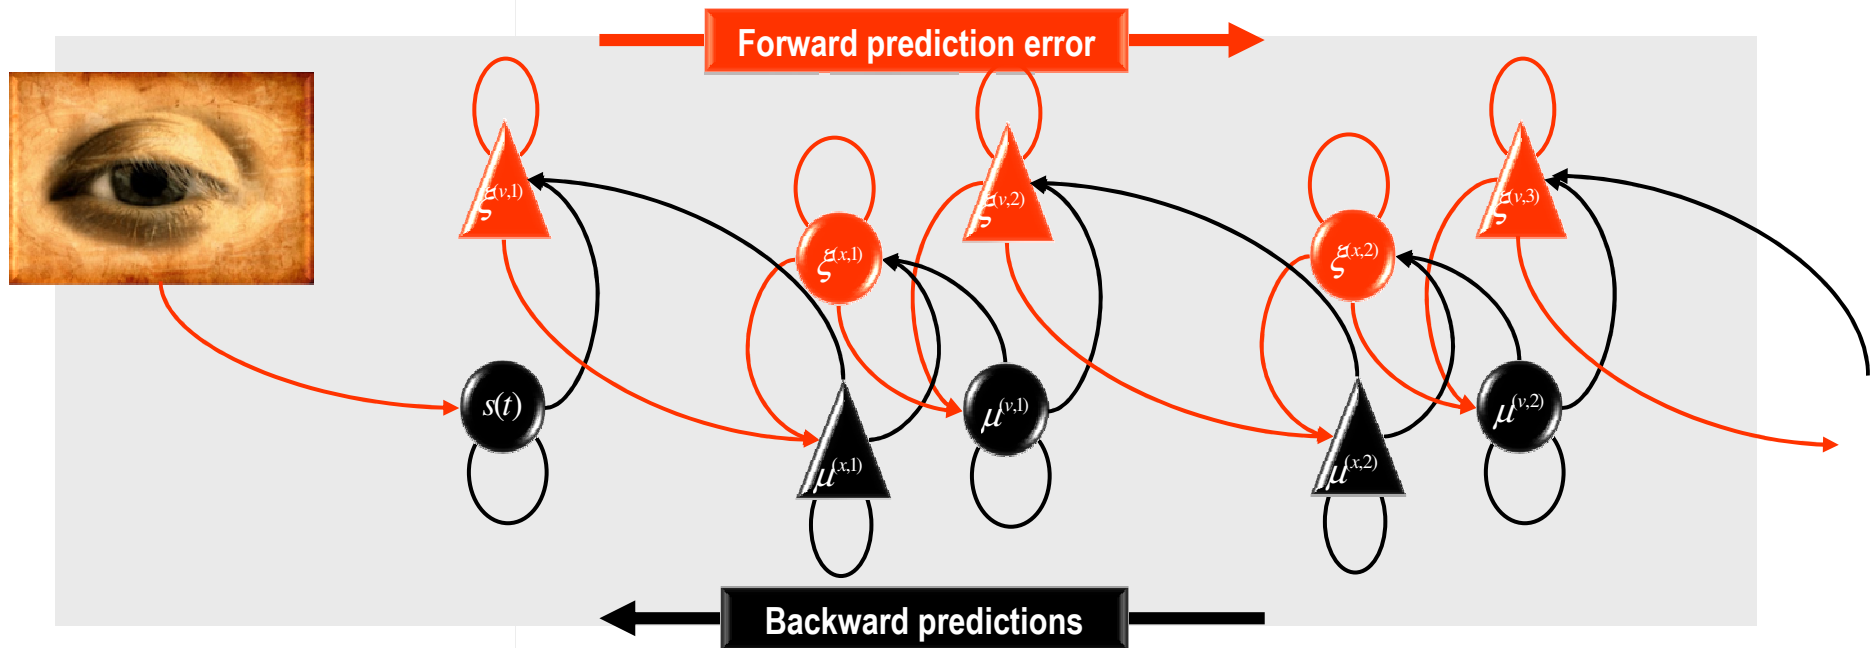 Forward prediction error
ξ(v,1)
ξ(v,2)
ξ(v,3)
ξ(x,1)
ξ(x,2)
s(t)
μ(v,1)
μ(v,2)
μ(x,1)
μ(x,2)
Backward predictions